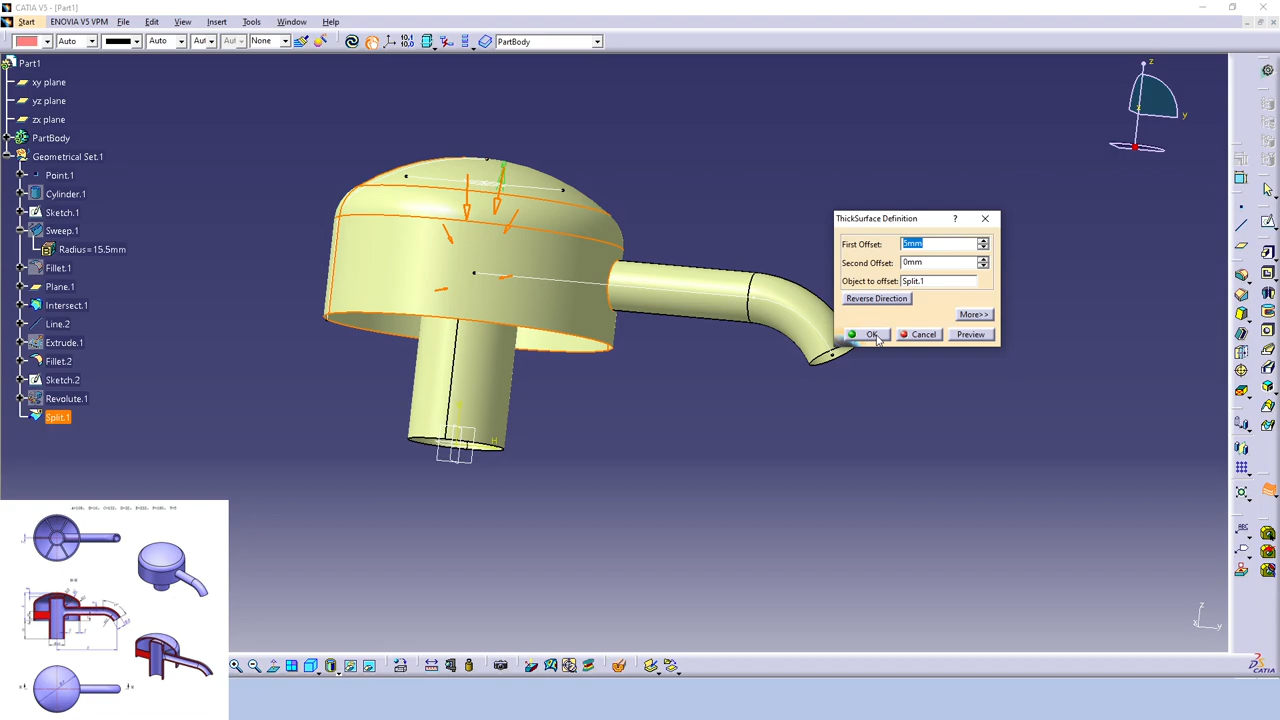 CATIA V5 - [Part1]
Start ENOVIA V5 VPM File Edit View Insert Tools Window Help
Auto Auto Aut Aut None PartBody
Part1
xy plane
yz plane
zx plane
PartBody
Geometrical Set.1
Point.1
Cylinder.1
Sketch.1
Sweep.1
Radius=15.5mm
Fillet.1
Plane.1
Intersect.1
Line.2
Extrude.1
Fillet.2
Sketch.2
Revolute.1
Split.1
z
y
H
ThickSurface Definition ?
First Offset: 5mm
Second Offset: 0mm
Object to offset: Split.1
Reverse Direction
More>>
OK Cancel Preview
z
x y
CATIA